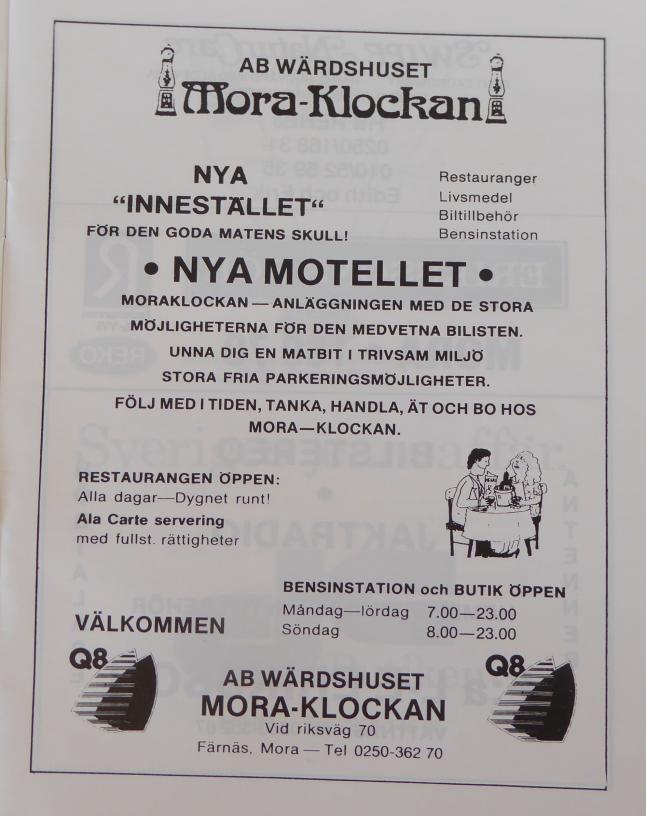 AB WÄRDSHUSET
Mora-Klockan
NYA
"INNESTÄLLET"
FÖR DEN GODA MATENS SKULL!
Restauranger
Livsmedel
Biltillbehör
Bensinstation
• NYA MOTELLET •
MORAKLOCKAN — ANLÄGGNINGEN MED DE STORA
MÖJLIGHETERNA FÖR DEN MEDVETNA BILISTEN.
UNNA DIG EN MATBIT I TRIVSAM MILJÖ
STORA FRIA PARKERINGSMÖJLIGHETER.
FÖLJ MED I TIDEN, TANKA, HANDLA, ÄT OCH BO HOS
MORA—KLOCKAN.
RESTAURANGEN ÖPPEN:
Alla dagar—Dygnet runt!
Ala Carte servering
med fullst. rättigheter
BENSINSTATION och BUTIK ÖPPEN
Måndag—lördag 7.00—23.00
Söndag 8.00—23.00
VÄLKOMMEN
Q8
Q8
AB WÄRDSHUSET
MORA-KLOCKAN
Vid riksväg 70
Färnäs, Mora — Tel 0250-362 70